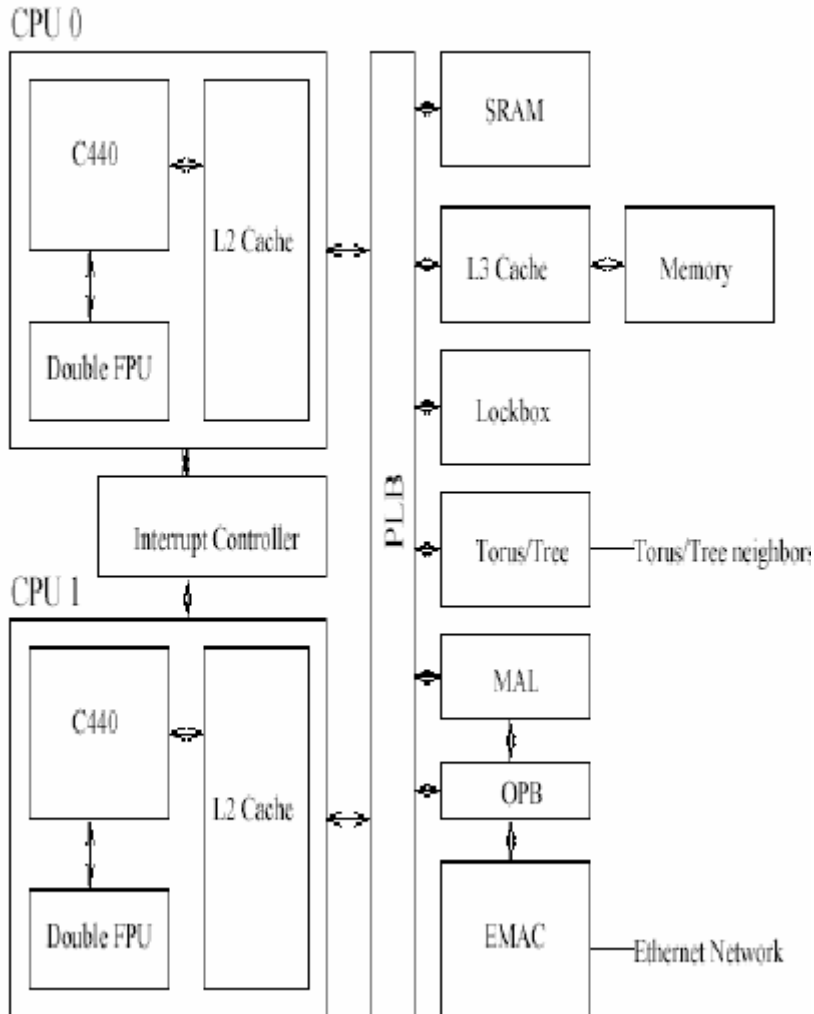 CPU 0
C440
L2 Cache
Double FPU
Interrupt Controller
CPU 1
C440
L2 Cache
Double FPU
PLB
SRAM
L3 Cache
Memory
Lockbox
Torus/Tree
Torus/Tree neighbors
MAL
OPB
EMAC
Ethernet Network